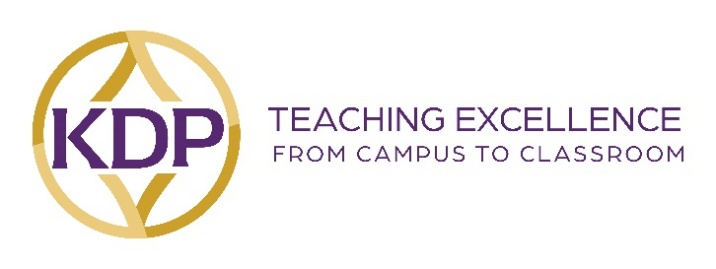 KDP
TEACHING EXCELLENCE
FROM CAMPUS TO CLASSROOM